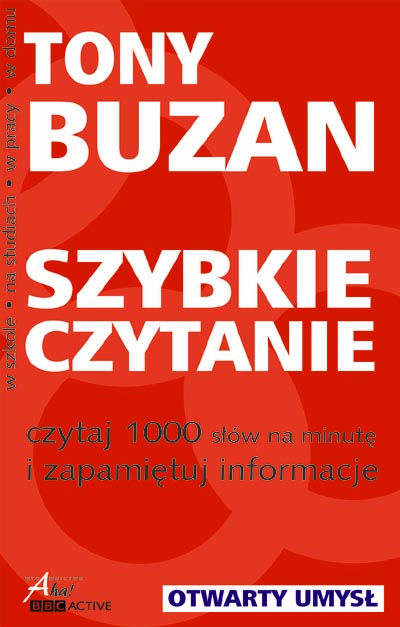 w szkole • na studiach • w pracy • w domu
TONY
BUZAN
SZYBKIE
CZYTANIE
czytaj 1000 słów na minutę
i zapamiętuj informacje
WYDAWNICTWO
Aha!
BBC ACTIVE
OTWARTY UMYSŁ